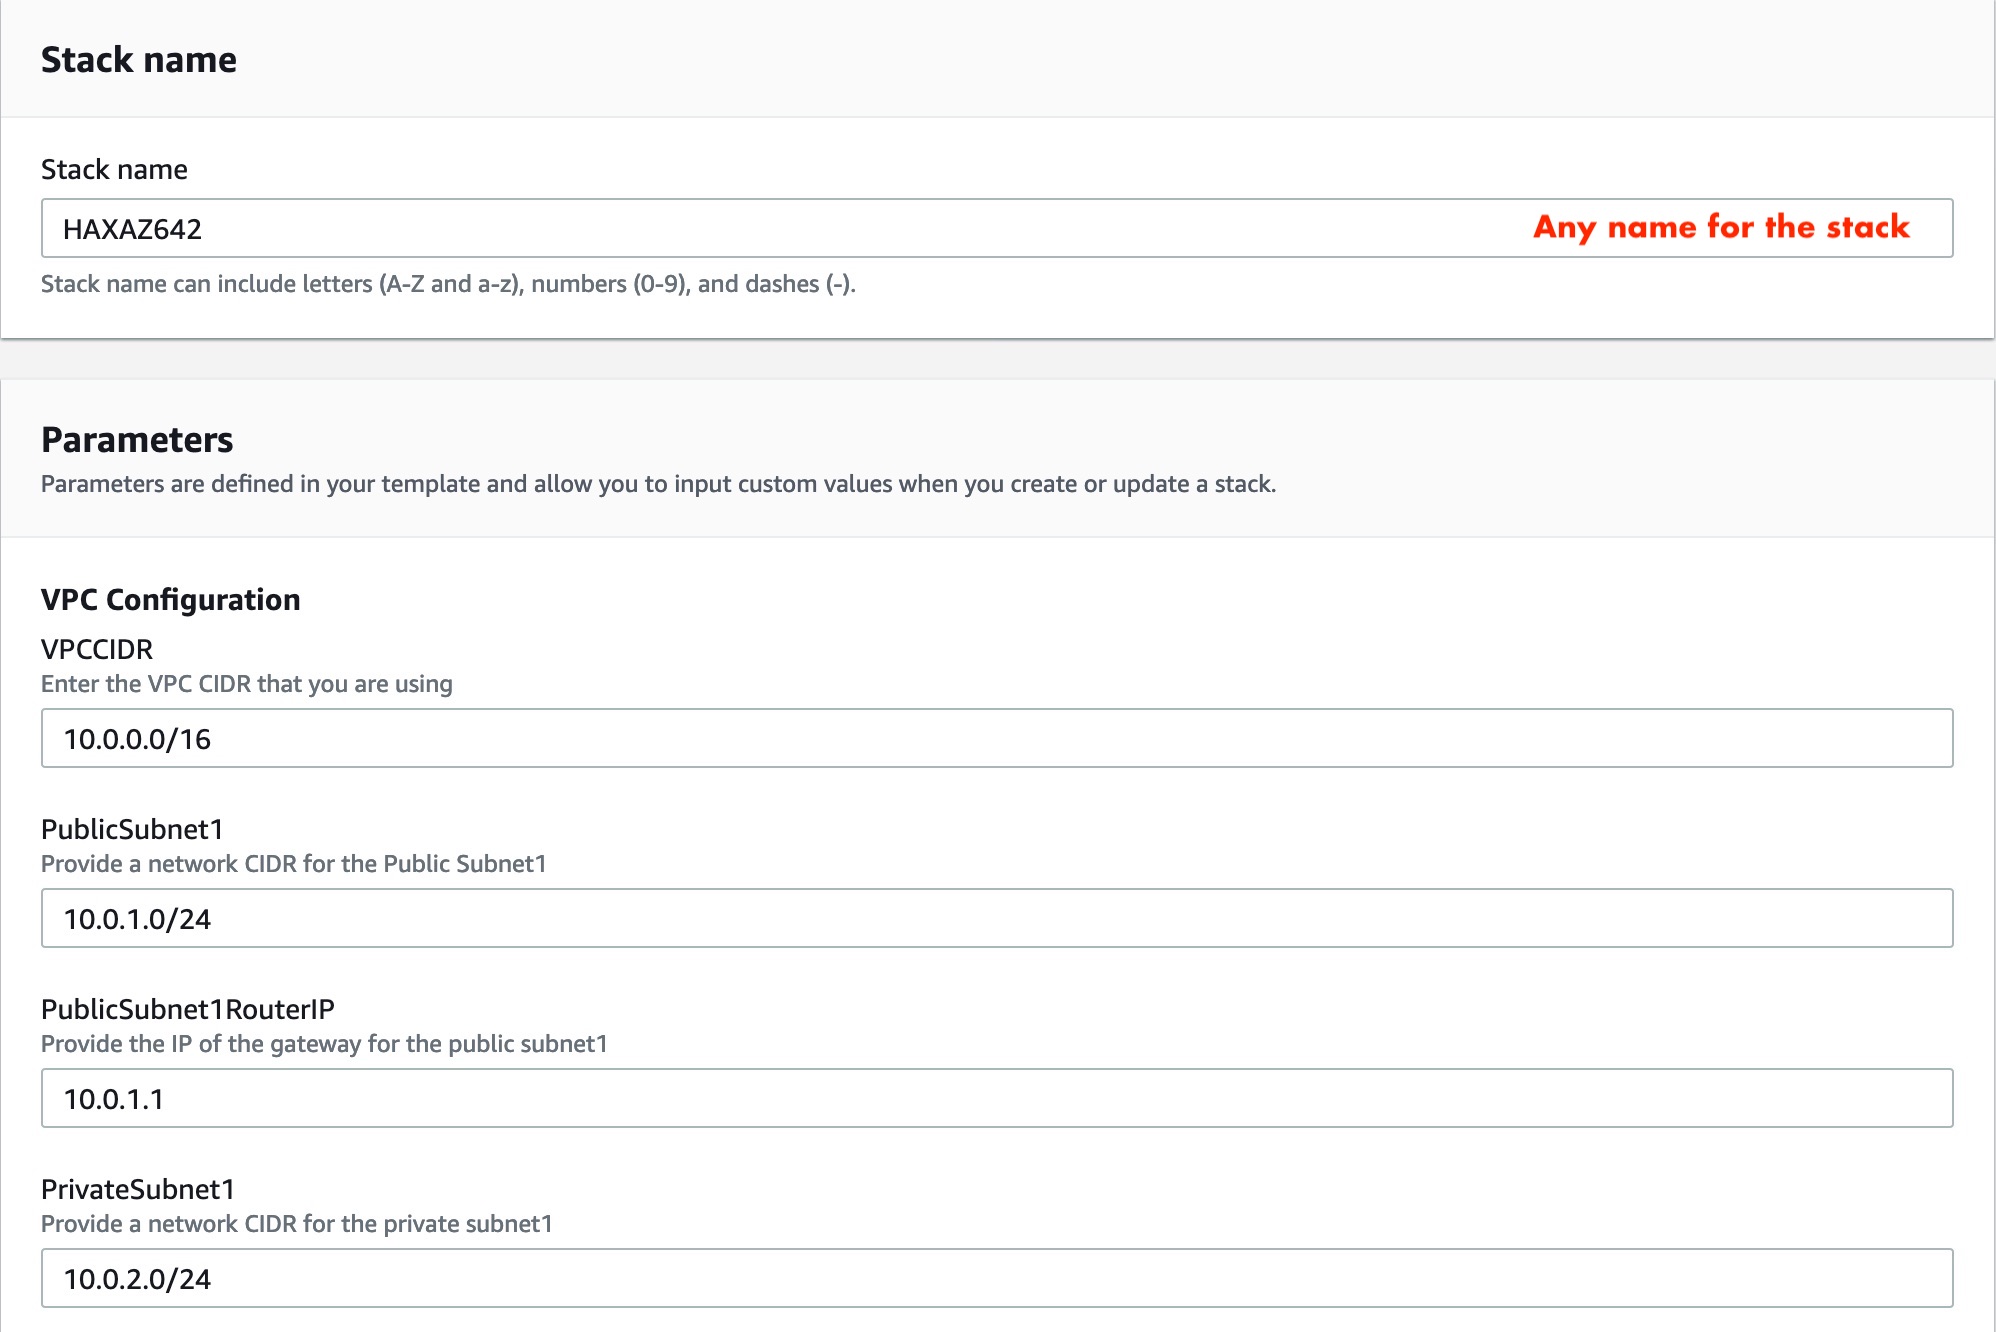 Stack name
Stack name
HAXAZ642 Any name for the stack
Stack name can include letters (A-Z and a-z), numbers (0-9), and dashes (-).
Parameters
Parameters are defined in your template and allow you to input custom values when you create or update a stack.
VPC Configuration
VPCCIDR
Enter the VPC CIDR that you are using
10.0.0.0/16
PublicSubnet1
Provide a network CIDR for the Public Subnet1
10.0.1.0/24
PublicSubnet1RouterIP
Provide the IP of the gateway for the public subnet1
10.0.1.1
PrivateSubnet1
Provide a network CIDR for the private subnet1
10.0.2.0/24